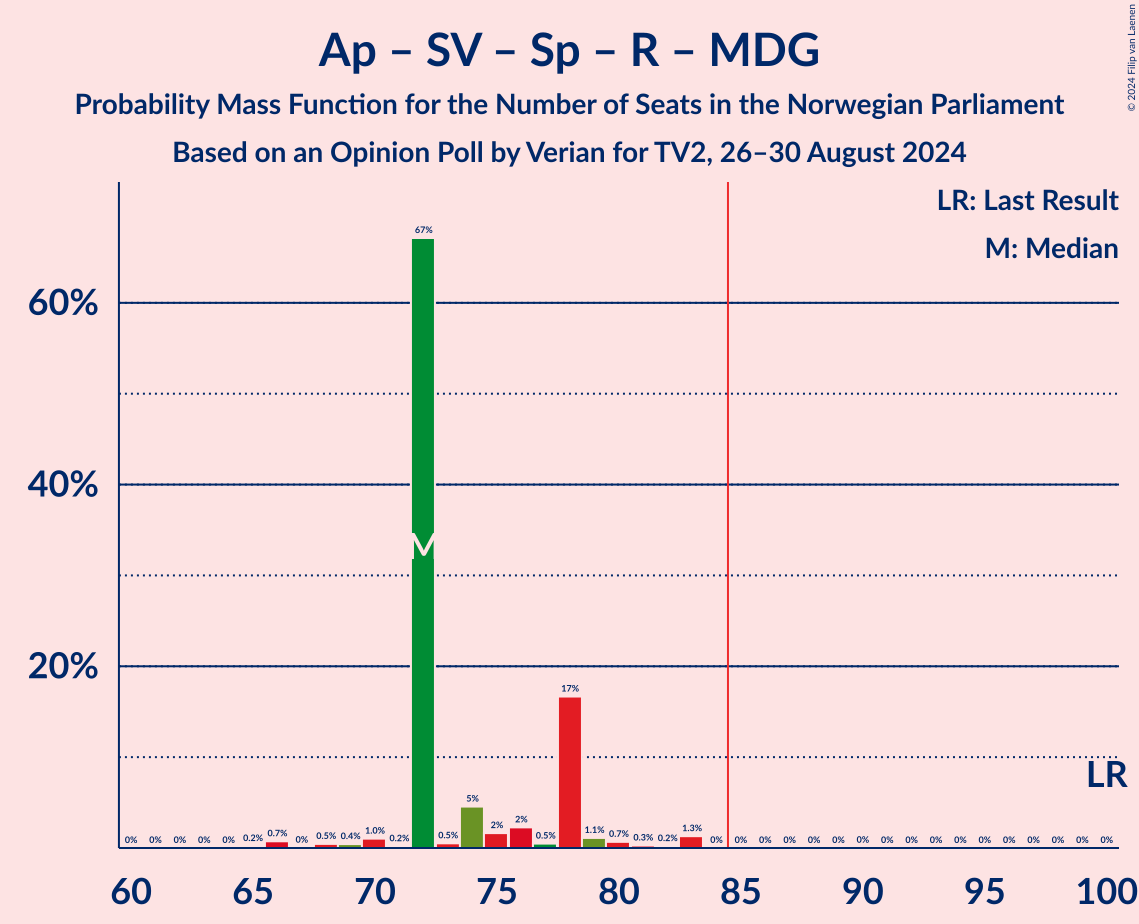 Ap – SV – Sp – R – MDG
Probability Mass Function for the Number of Seats in the Norwegian Parliament
Based on an Opinion Poll by Verian for TV2, 26–30 August 2024
© 2024 Filip van Laenen
LR: Last Result
M: Median
67%
60%
M
40%
20%
17%
LR
0% 0% 0% 0% 0% 0.2% 0.7% 0% 0.5% 0.4% 1.0% 0.2% 0.5% 5% 2% 2% 0.5% 1.1% 0.7% 0.3% 0.2% 1.3% 0% 0% 0% 0% 0% 0% 0% 0% 0% 0% 0% 0% 0% 0% 0% 0% 0%
60 65 70 75 80 85 90 95 100